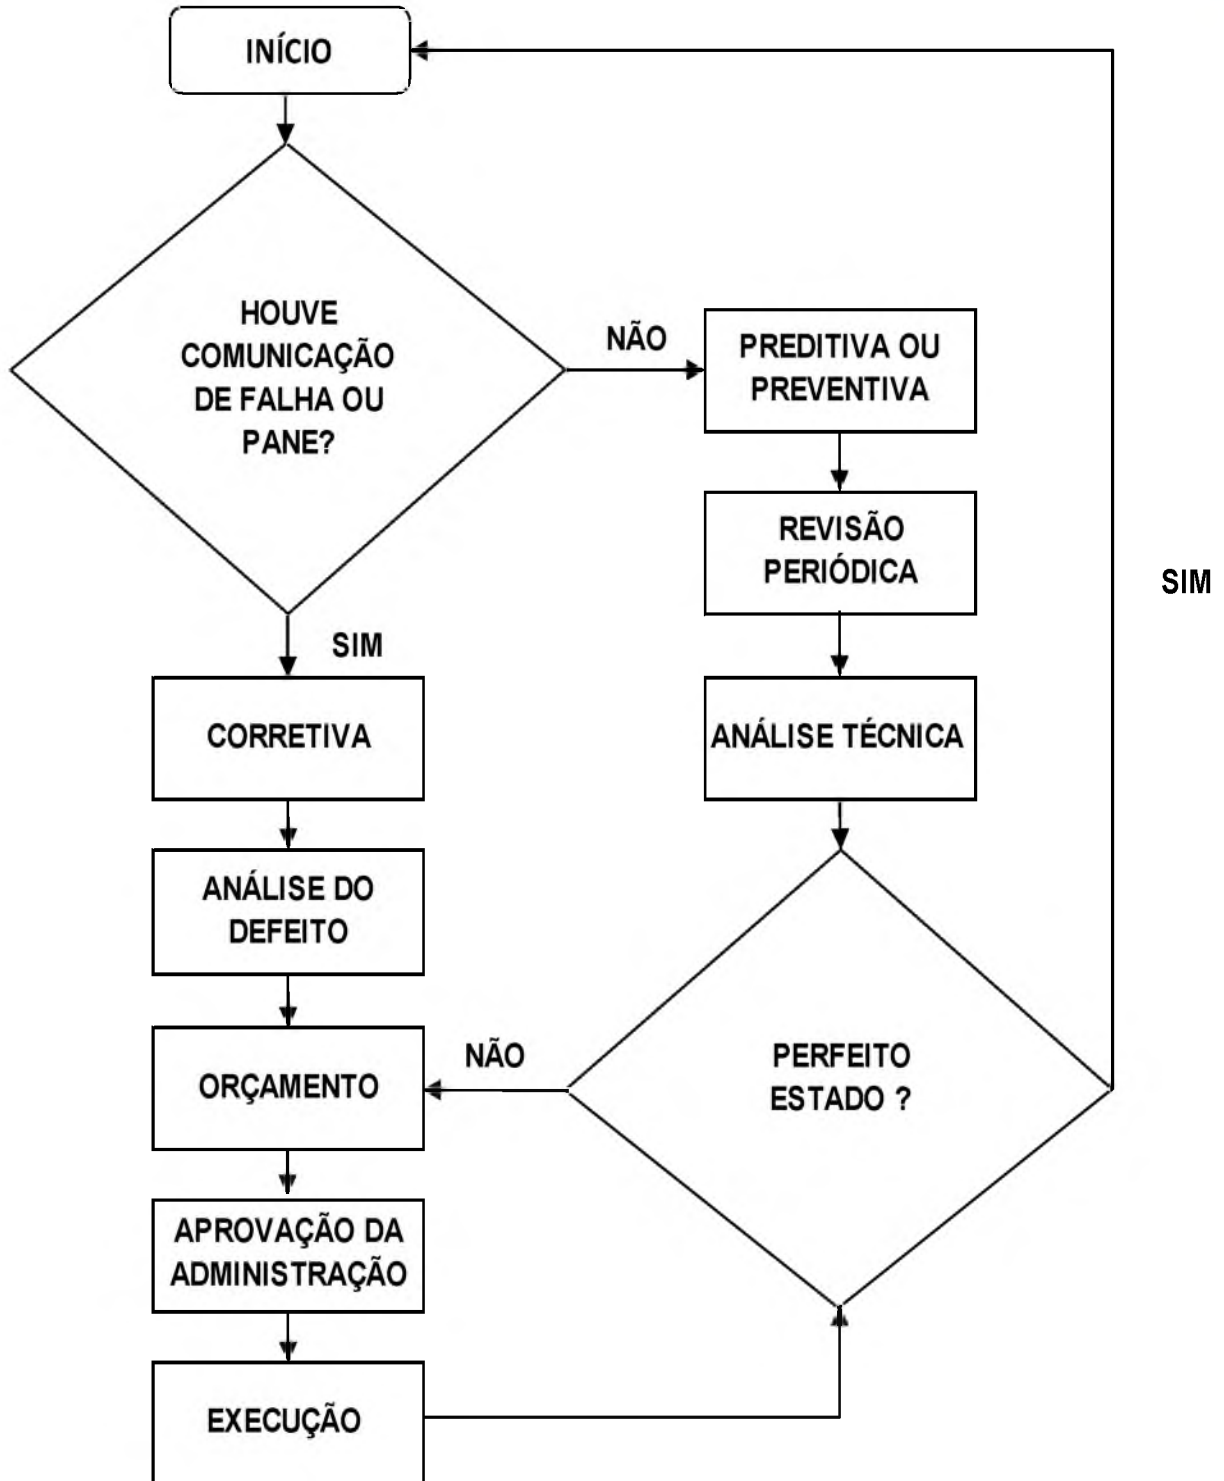 INÍCIO
HOUVE
COMUNICAÇÃO
DE FALHA OU
PANE?
NÃO
PREDITIVA OU
PREVENTIVA
REVISÃO
PERIÓDICA
SIM
SIM
CORRETIVA
ANÁLISE TÉCNICA
ANÁLISE DO
DEFEITO
ORÇAMENTO
NÃO
PERFEITO
ESTADO ?
APROVAÇÃO DA
ADMINISTRAÇÃO
EXECUÇÃO